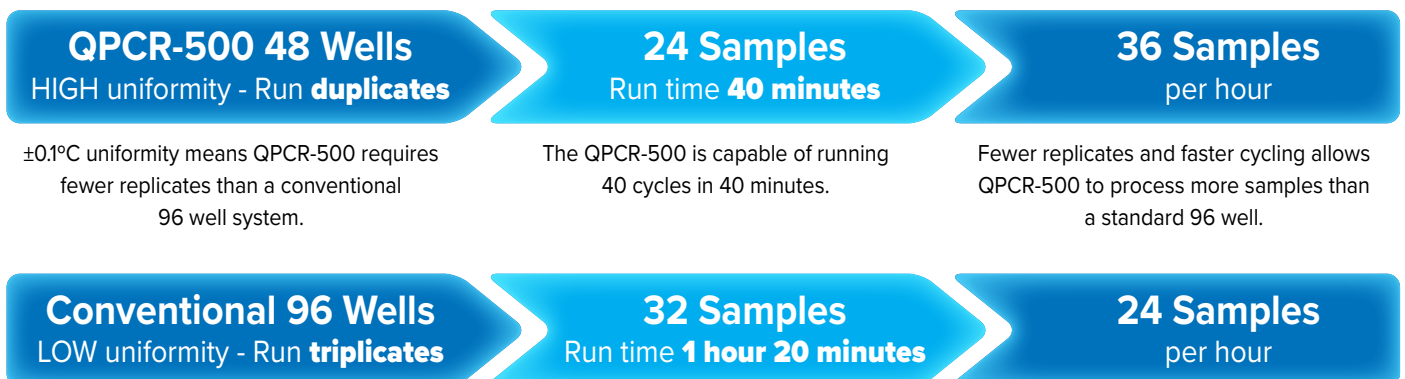 QPCR-500 48 Wells
HIGH uniformity - Run duplicates
24 Samples
Run time 40 minutes
36 Samples
per hour
±0.1ºC uniformity means QPCR-500 requires
fewer replicates than a conventional
96 well system.
The QPCR-500 is capable of running
40 cycles in 40 minutes.
Fewer replicates and faster cycling allows
QPCR-500 to process more samples than
a standard 96 well.
Conventional 96 Wells
LOW uniformity - Run triplicates
32 Samples
Run time 1 hour 20 minutes
24 Samples
per hour